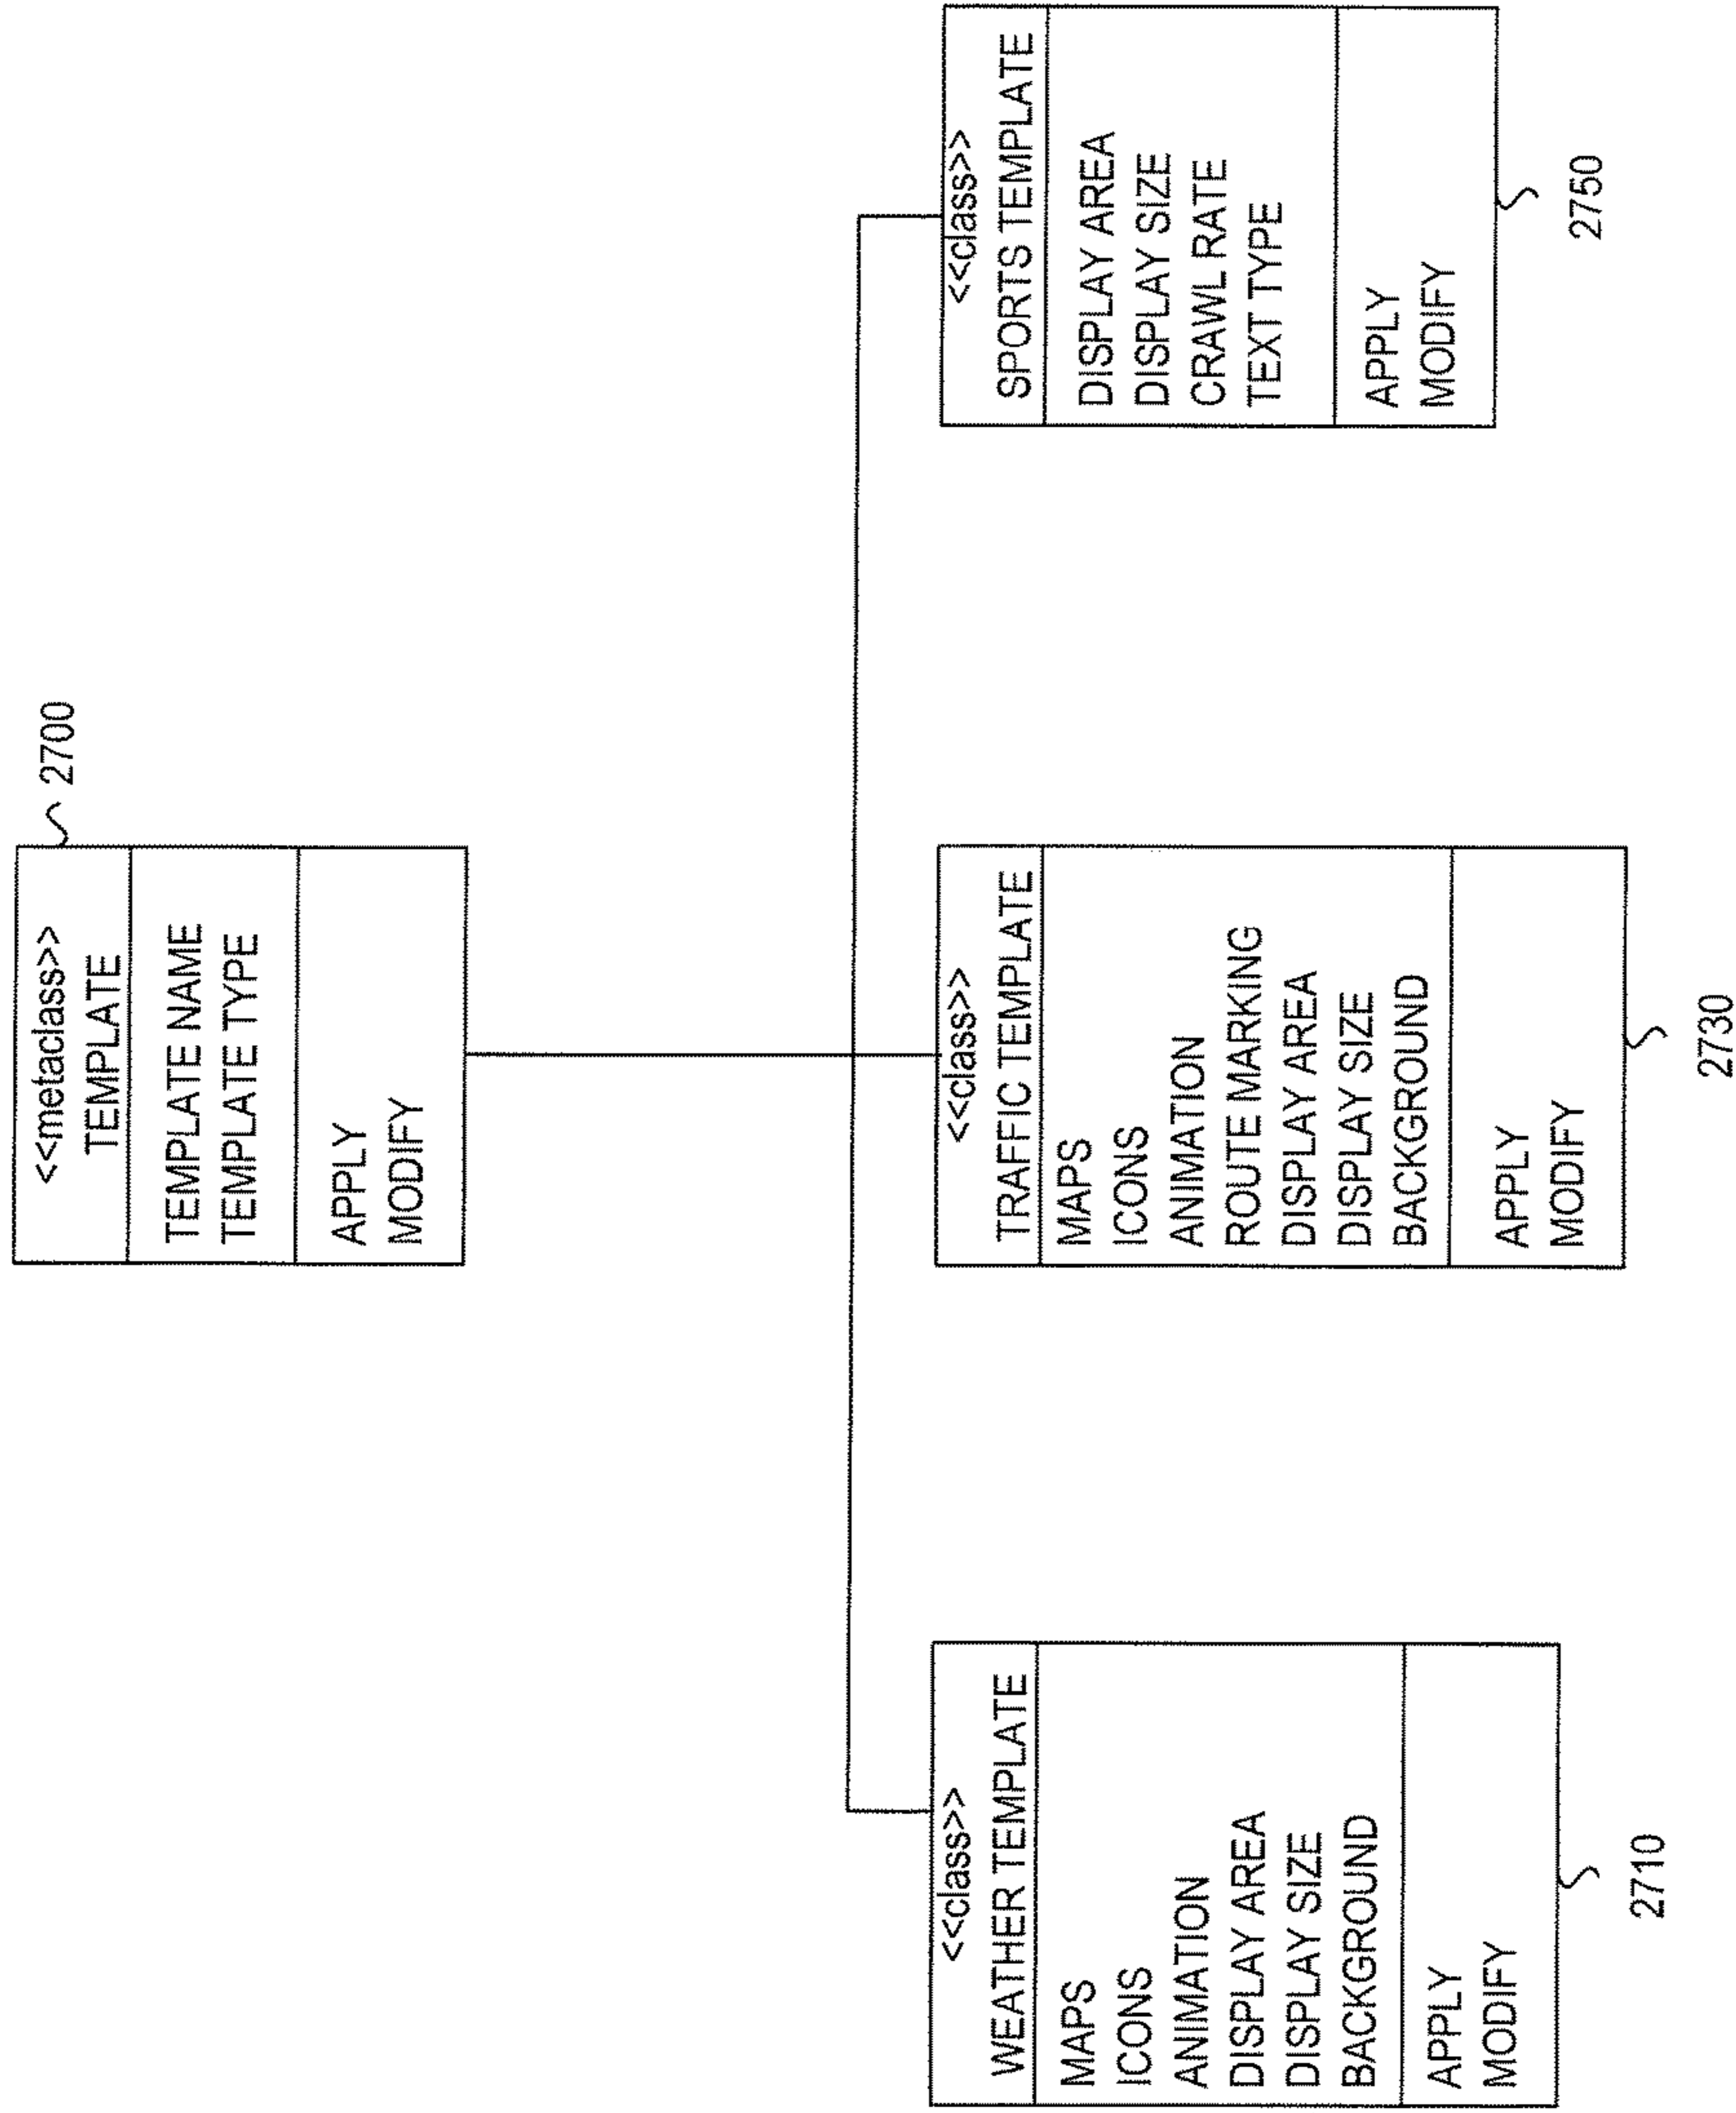 <<metaclass>>
TEMPLATE
TEMPLATE NAME
TEMPLATE TYPE
APPLY
MODIFY
2700
<<class>>
WEATHER TEMPLATE
MAPS
ICONS
ANIMATION
DISPLAY AREA
DISPLAY SIZE
BACKGROUND
APPLY
MODIFY
2710
<<class>>
TRAFFIC TEMPLATE
MAPS
ICONS
ANIMATION
ROUTE MARKING
DISPLAY AREA
DISPLAY SIZE
BACKGROUND
APPLY
MODIFY
2730
<<class>>
SPORTS TEMPLATE
DISPLAY AREA
DISPLAY SIZE
CRAWL RATE
TEXT TYPE
APPLY
MODIFY
2750